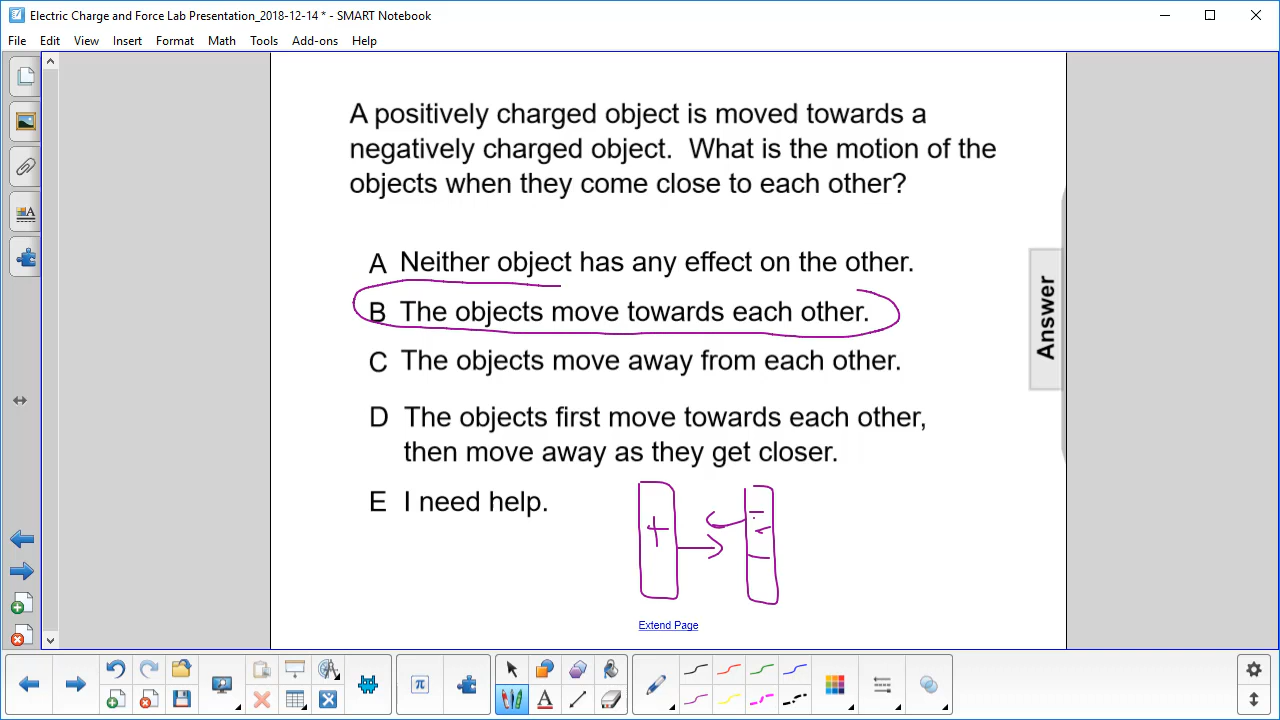 Electric Charge and Force Lab Presentation_2018-12-14 * - SMART Notebook
File Edit View Insert Format Math Tools Add-ons Help
A positively charged object is moved towards a
negatively charged object.  What is the motion of the
objects when they come close to each other?
A Neither object has any effect on the other.
B The objects move towards each other.
C The objects move away from each other.
D The objects first move towards each other,
then move away as they get closer.
E I need help.
Answer
+
Extend Page
π
A